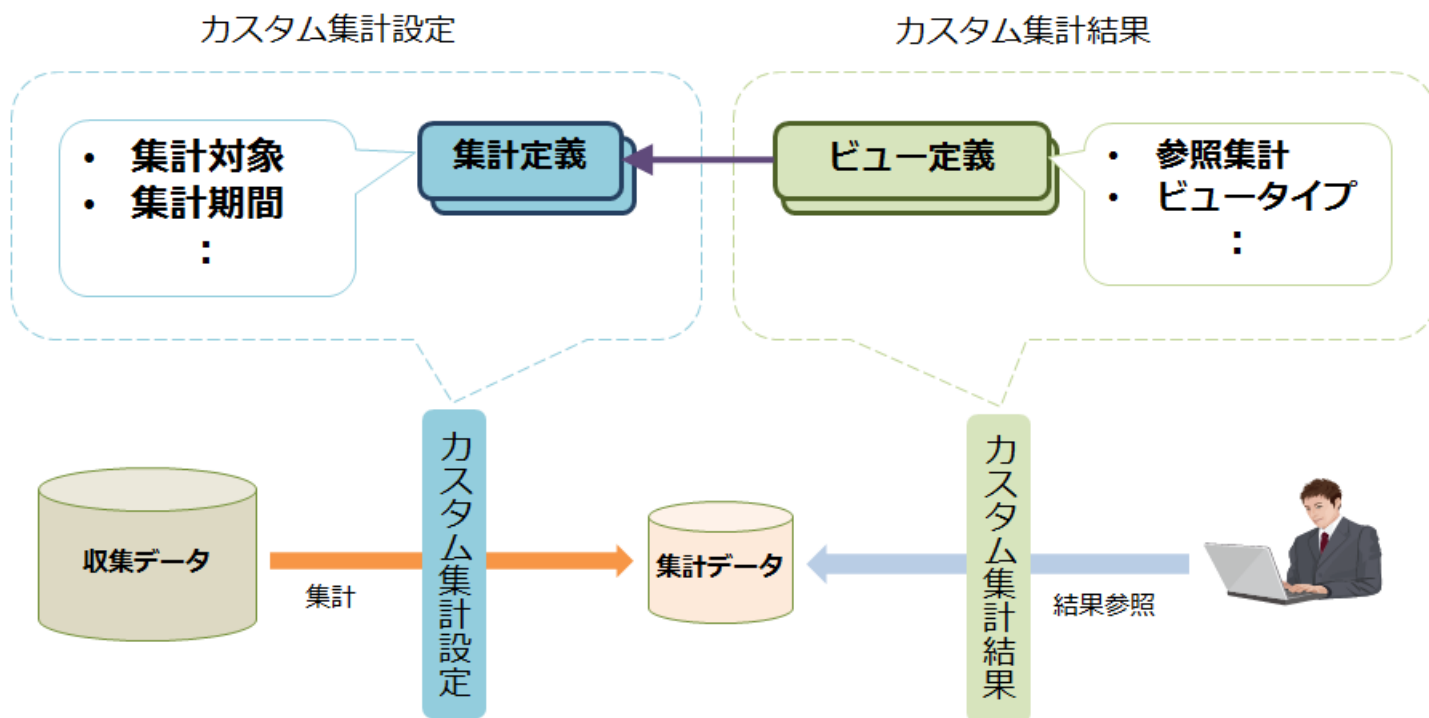 カスタム集計設定
カスタム集計結果
• 集計対象
• 集計期間
:
集計定義
ビュー定義
• 参照集計
• ビュータイプ
:
収集データ
集計
カスタム集計設定
集計データ
カスタム集計結果
結果参照